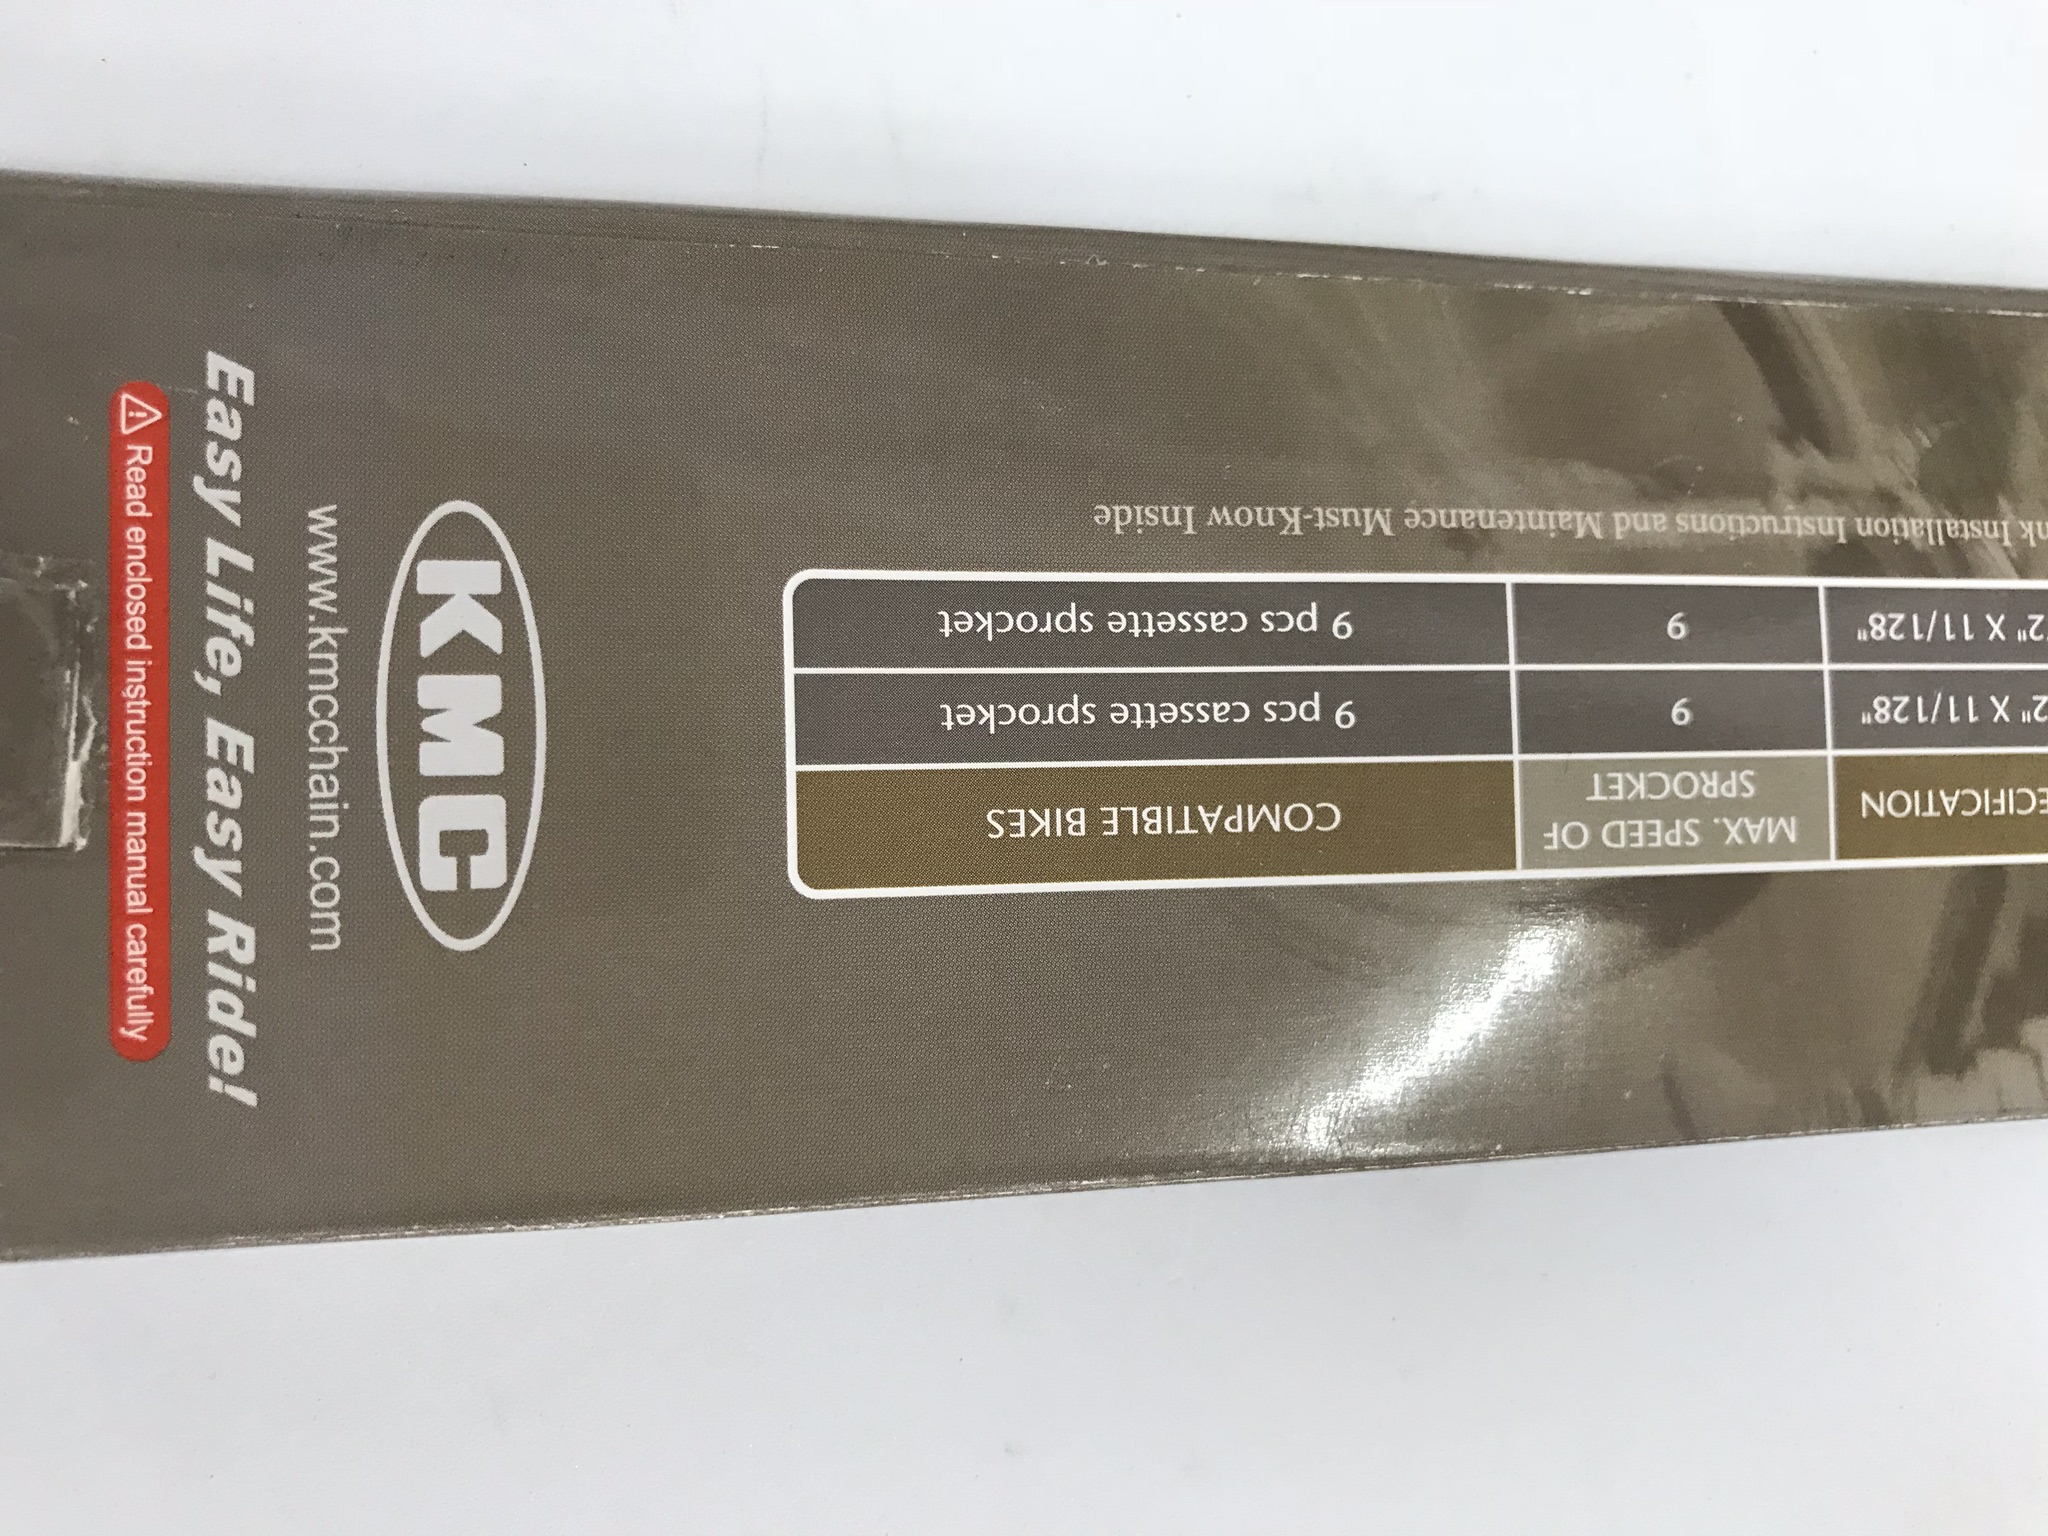 ECIFICATION
MAX. SPEED OF
SPROCKET
COMPATIBLE BIKES
2" X 11/128"
9
9 pcs cassette sprocket
2" X 11/128"
9
9 pcs cassette sprocket
nk Installation Instructions and Maintenance Must-Know Inside
KMC
www.kmcchain.com
Easy Life, Easy Ride!
Read enclosed instruction manual carefully